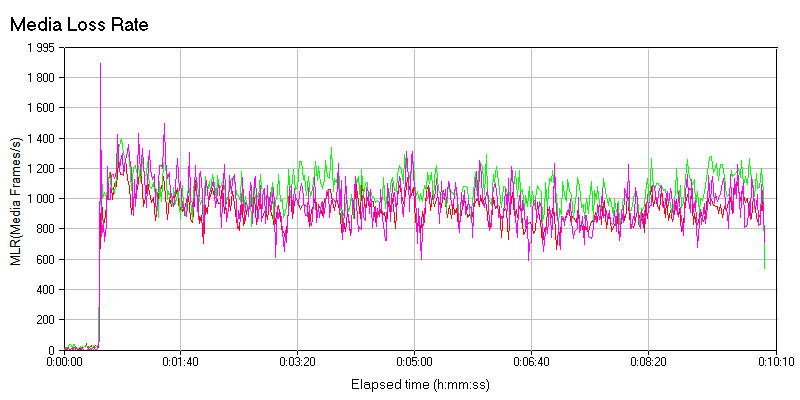 Media Loss Rate
1 995
1 800
1 600
1 400
1 200
1 000
800
600
400
200
0
MLR(Media Frames/s)
0:00:00 0:01:40 0:03:20 0:05:00 0:06:40 0:08:20 0:10:10
Elapsed time (h:mm:ss)